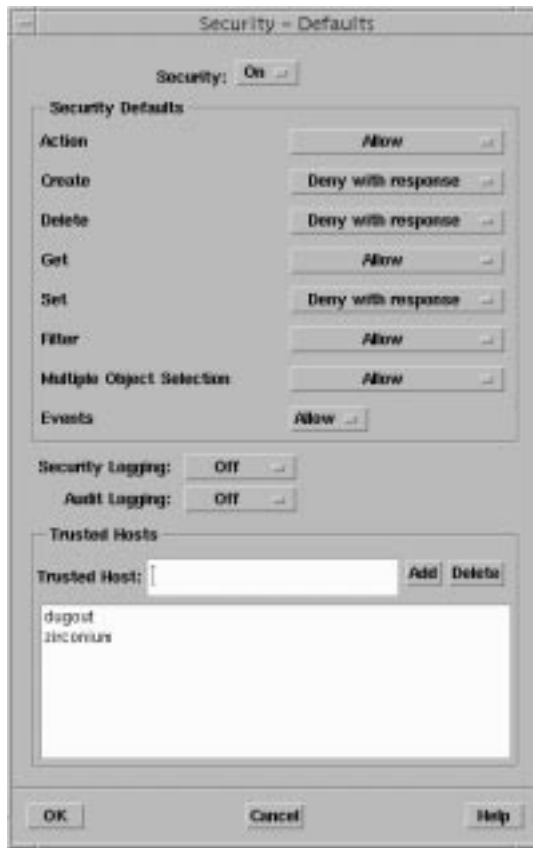 Security - Defaults
Security: On
Security Defaults
Action Allow
Create Deny with response
Delete Deny with response
Get Allow
Set Deny with response
Filter Allow
Multiple Object Selection Allow
Events Allow
Security Logging: Off
Audit Logging: Off
Trusted Hosts
Trusted Host: Add Delete
dugout
zirconium
OK Cancel Help